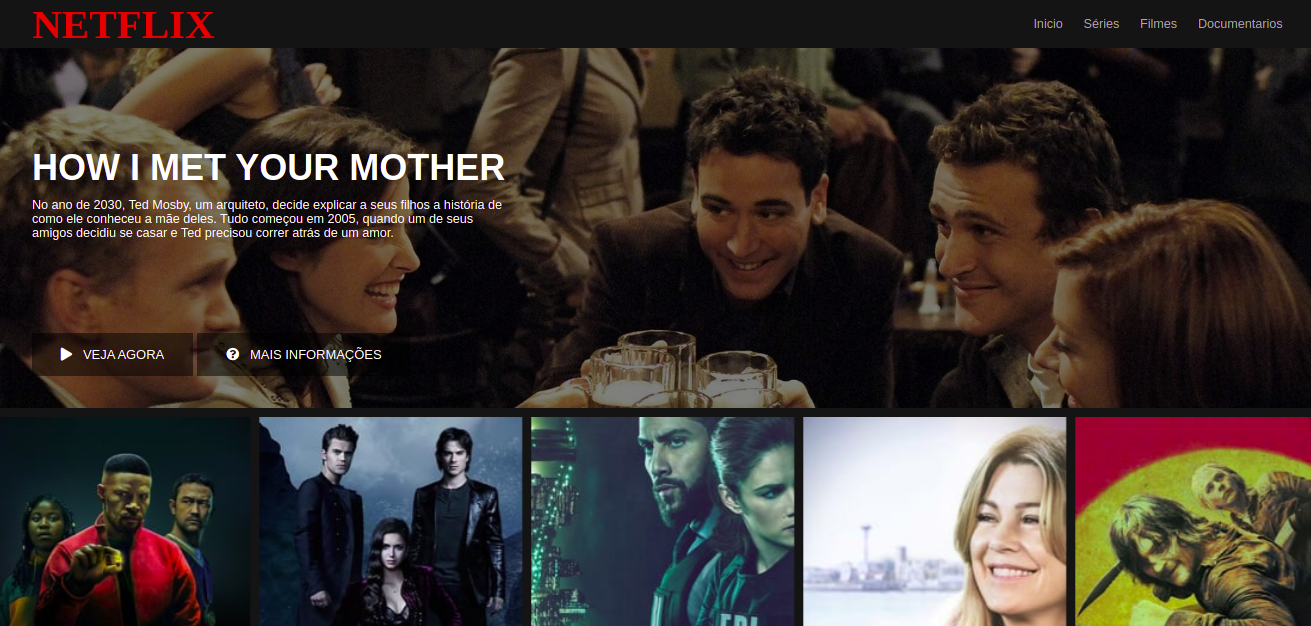 NETFLIX
Inicio Séries Filmes Documentarios
HOW I MET YOUR MOTHER
No ano de 2030, Ted Mosby, um arquiteto, decide explicar a seus filhos a história de
como ele conheceu a mãe deles. Tudo começou em 2005, quando um de seus
amigos decidiu se casar e Ted precisou correr atrás de um amor.
VEJA AGORA
MAIS INFORMAÇÕES